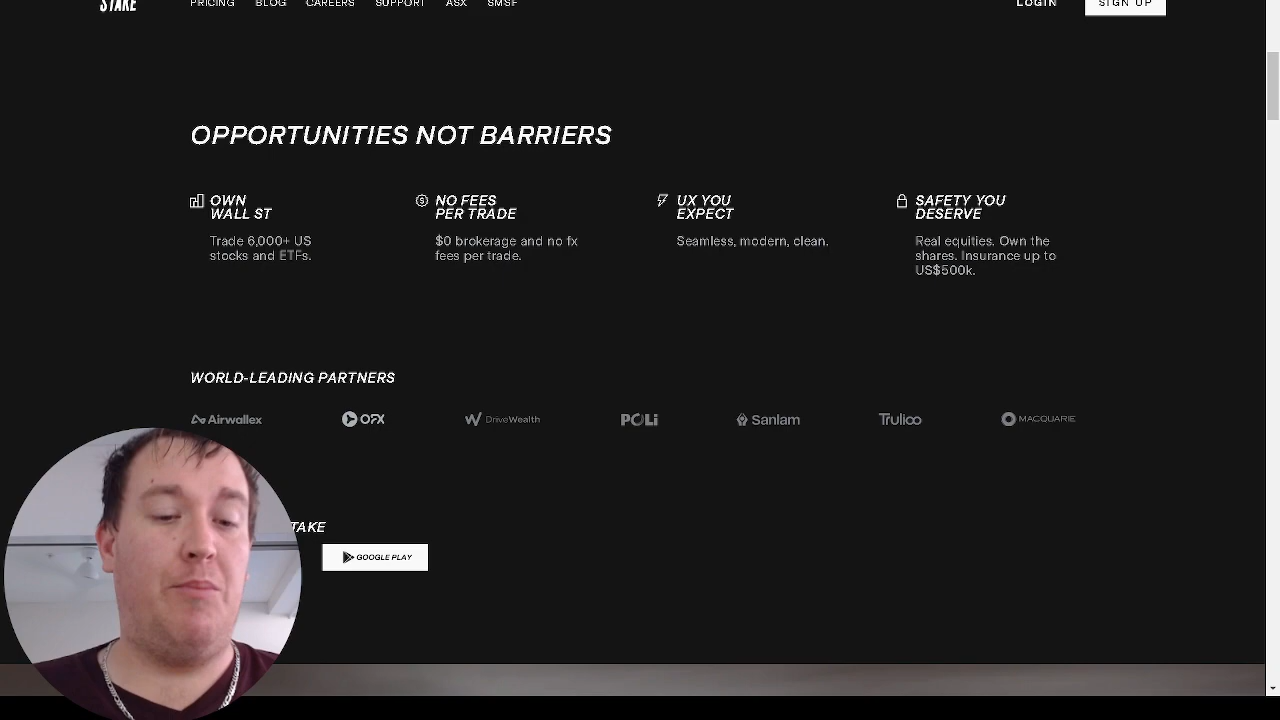 STAKE PRICING BLOG CAREERS SUPPORT ASX SMSF LOGIN SIGN UP
OPPORTUNITIES NOT BARRIERS
OWN
WALL ST
Trade 6,000+ US
stocks and ETFs.
NO FEES
PER TRADE
$0 brokerage and no fx
fees per trade.
UX YOU
EXPECT
Seamless, modern, clean.
SAFETY YOU
DESERVE
Real equities. Own the
shares. Insurance up to
US$500k.
WORLD-LEADING PARTNERS
Airwallex OFX DriveWealth POLi Sanlam Trulioo MACQUARIE
TAKE
GOOGLE PLAY